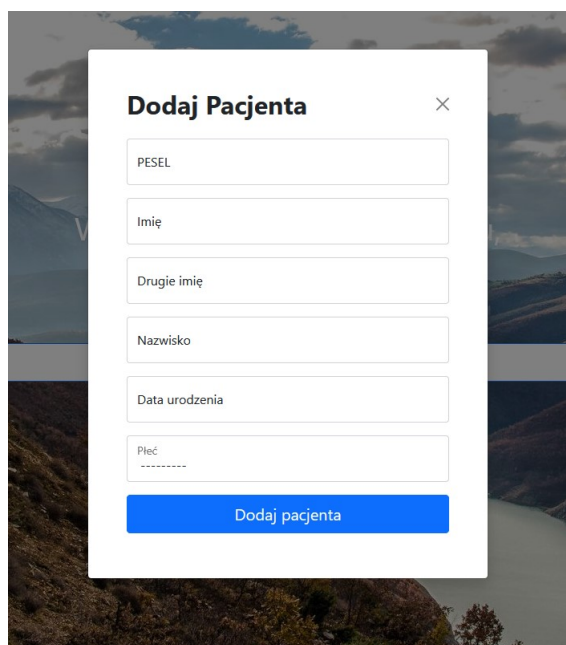 Dodaj Pacjenta
PESEL
Imię
Drugie imię
Nazwisko
Data urodzenia
Płeć
---------
Dodaj pacjenta